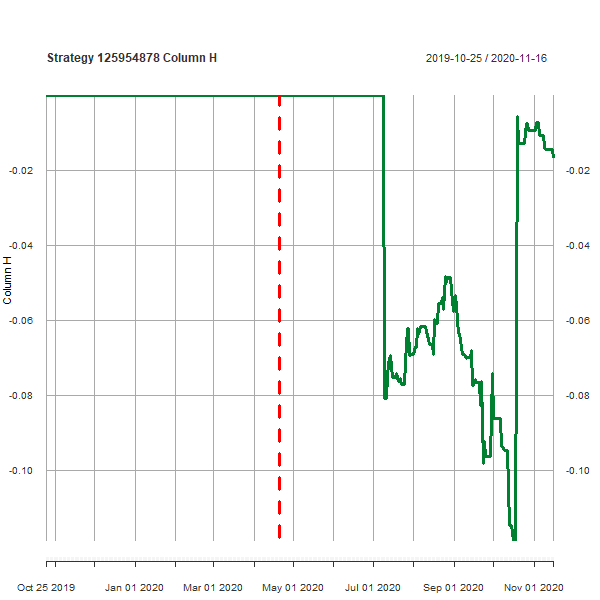 Strategy 125954878 Column H
2019-10-25 / 2020-11-16
-0.02 -0.02
-0.04 -0.04
Column H
-0.06 -0.06
-0.08 -0.08
-0.10 -0.10
Oct 25 2019 Jan 01 2020 Mar 01 2020 May 01 2020 Jul 01 2020 Sep 01 2020 Nov 01 2020